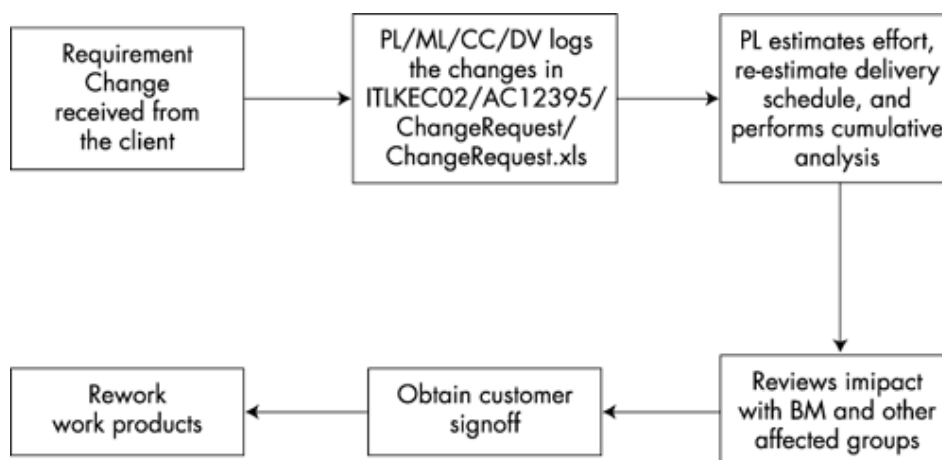 Requirement
Change
received from
the client
PL/ML/CC/DV logs
the changes in
ITLKEC02/AC12395/
ChangeRequest/
ChangeRequest.xls
PL estimates effort,
re-estimate delivery
schedule, and
performs cumulative
analysis
Reviews imipact
with BM and other
affected groups
Obtain customer
signoff
Rework
work products